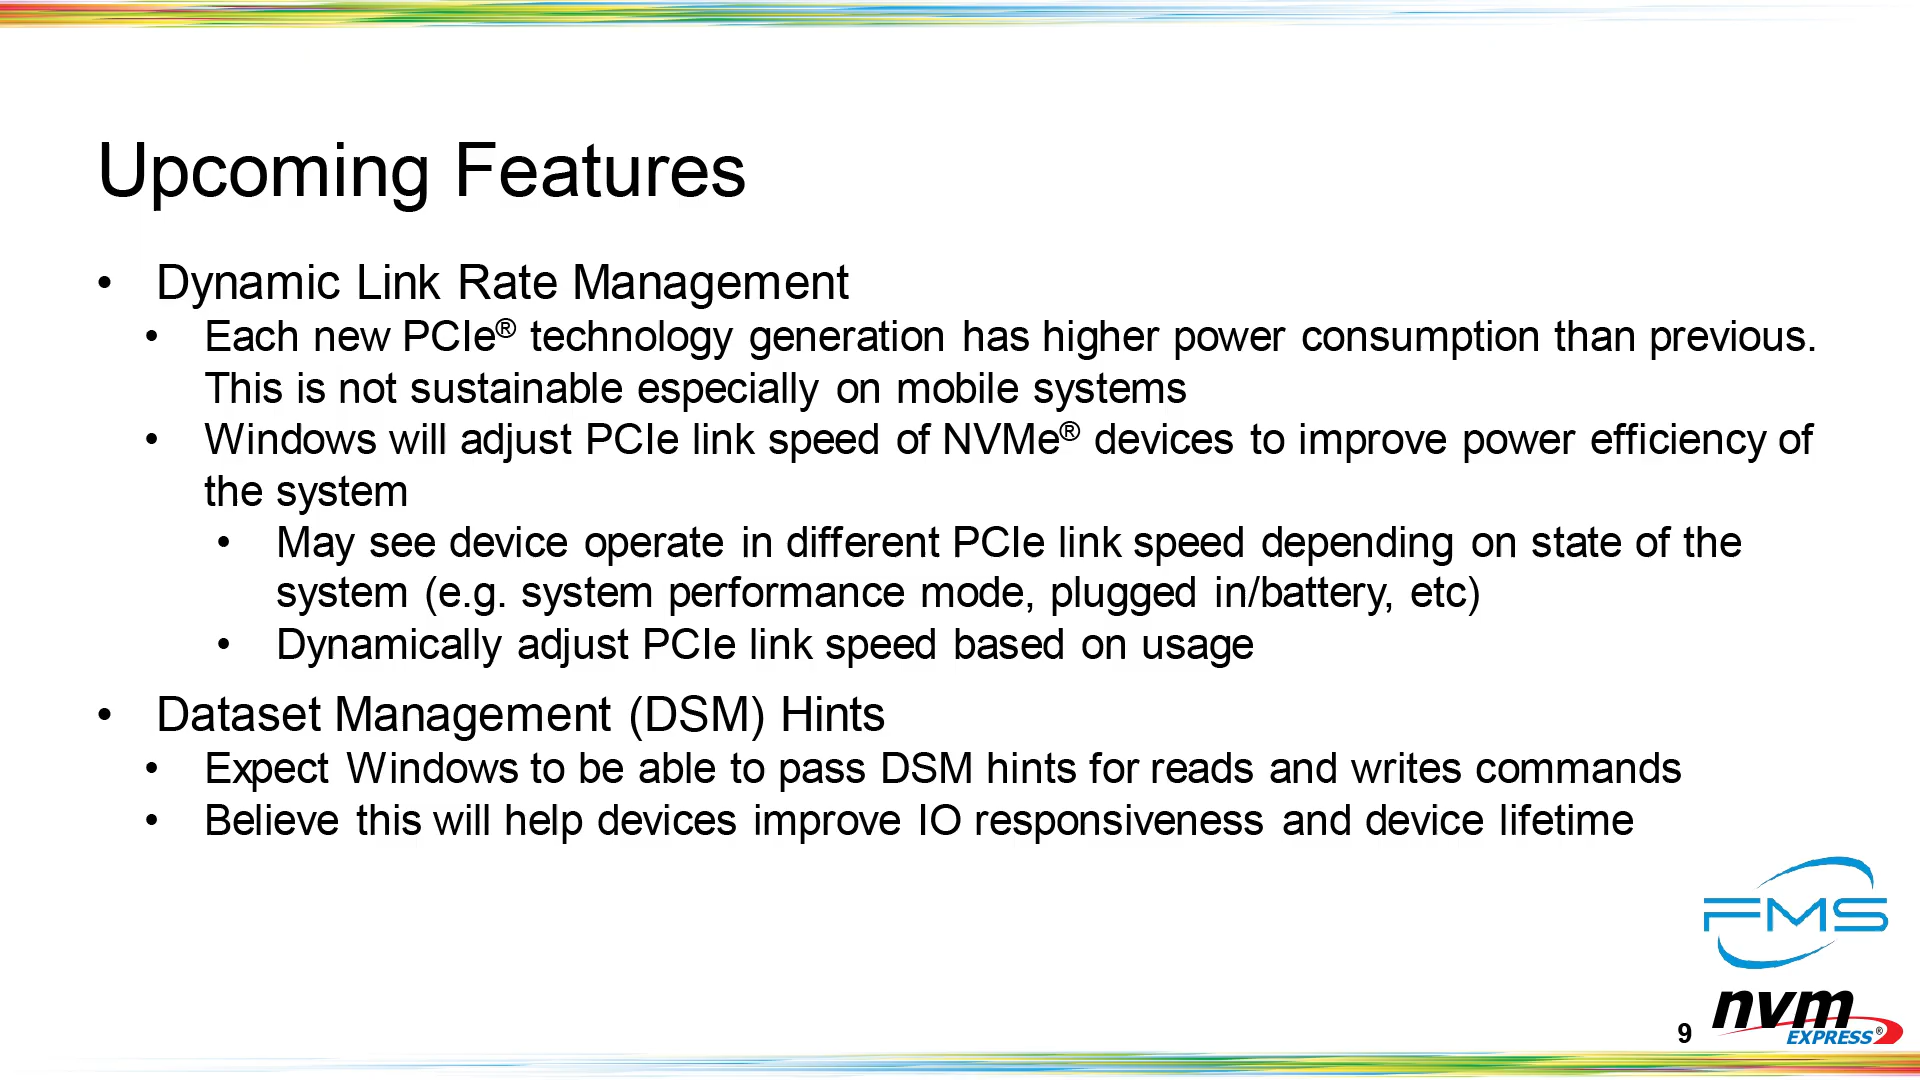 Upcoming Features
• Dynamic Link Rate Management
• Each new PCIe® technology generation has higher power consumption than previous.
This is not sustainable especially on mobile systems
• Windows will adjust PCIe link speed of NVMe® devices to improve power efficiency of
the system
• May see device operate in different PCIe link speed depending on state of the
system (e.g. system performance mode, plugged in/battery, etc)
• Dynamically adjust PCIe link speed based on usage
• Dataset Management (DSM) Hints
• Expect Windows to be able to pass DSM hints for reads and writes commands
• Believe this will help devices improve IO responsiveness and device lifetime
FMS
nvm
EXPRESS®
9